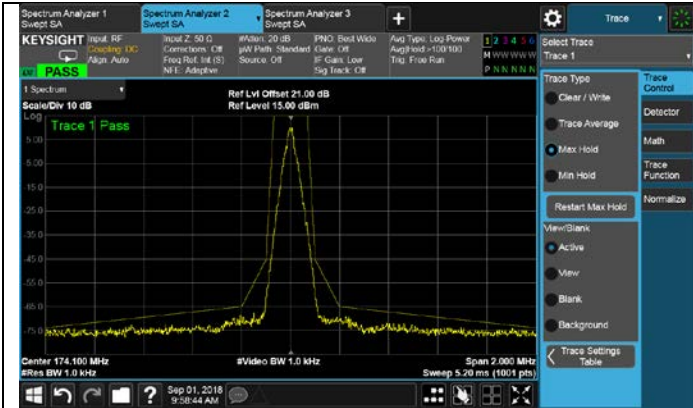 Spectrum Analyzer 1
Swept SA
Spectrum Analyzer 2
Swept SA
Spectrum Analyzer 3
Swept SA
+
Trace
KEYSIGHT
Input: RF
Coupling: DC
Align: Auto
Input Z: 50 Ω
Corrections: Off
Freq Ref: Int (S)
NFE: Adaptive
#Atten: 20 dB
µW Path: Standard
Source: Off
PNO: Best Wide
Gate: Off
IF Gain: Low
Sig Track: Off
Avg Type: Log-Power
Avg|Hold: >100/100
Trig: Free Run
1 2 3 4 5 6
M W W W W W
P N N N N N
PASS
Select Trace
Trace 1
1 Spectrum
Scale/Div 10 dB
Ref Lvl Offset 21.00 dB
Ref Level 15.00 dBm
Log
Trace 1 Pass
5.00
-5.00
-15.0
-25.0
-35.0
-45.0
-55.0
-65.0
-75.0
Center 174.100 MHz
#Res BW 1.0 kHz
#Video BW 1.0 kHz
Span 2.000 MHz
Sweep 5.20 ms (1001 pts)
Trace Type
Clear / Write
Trace Average
Max Hold
Min Hold
Restart Max Hold
View/Blank
Active
View
Blank
Background
Trace Settings
Table
Trace
Control
Detector
Math
Trace
Function
Normalize
?
Sep 01, 2018
9:58:44 AM